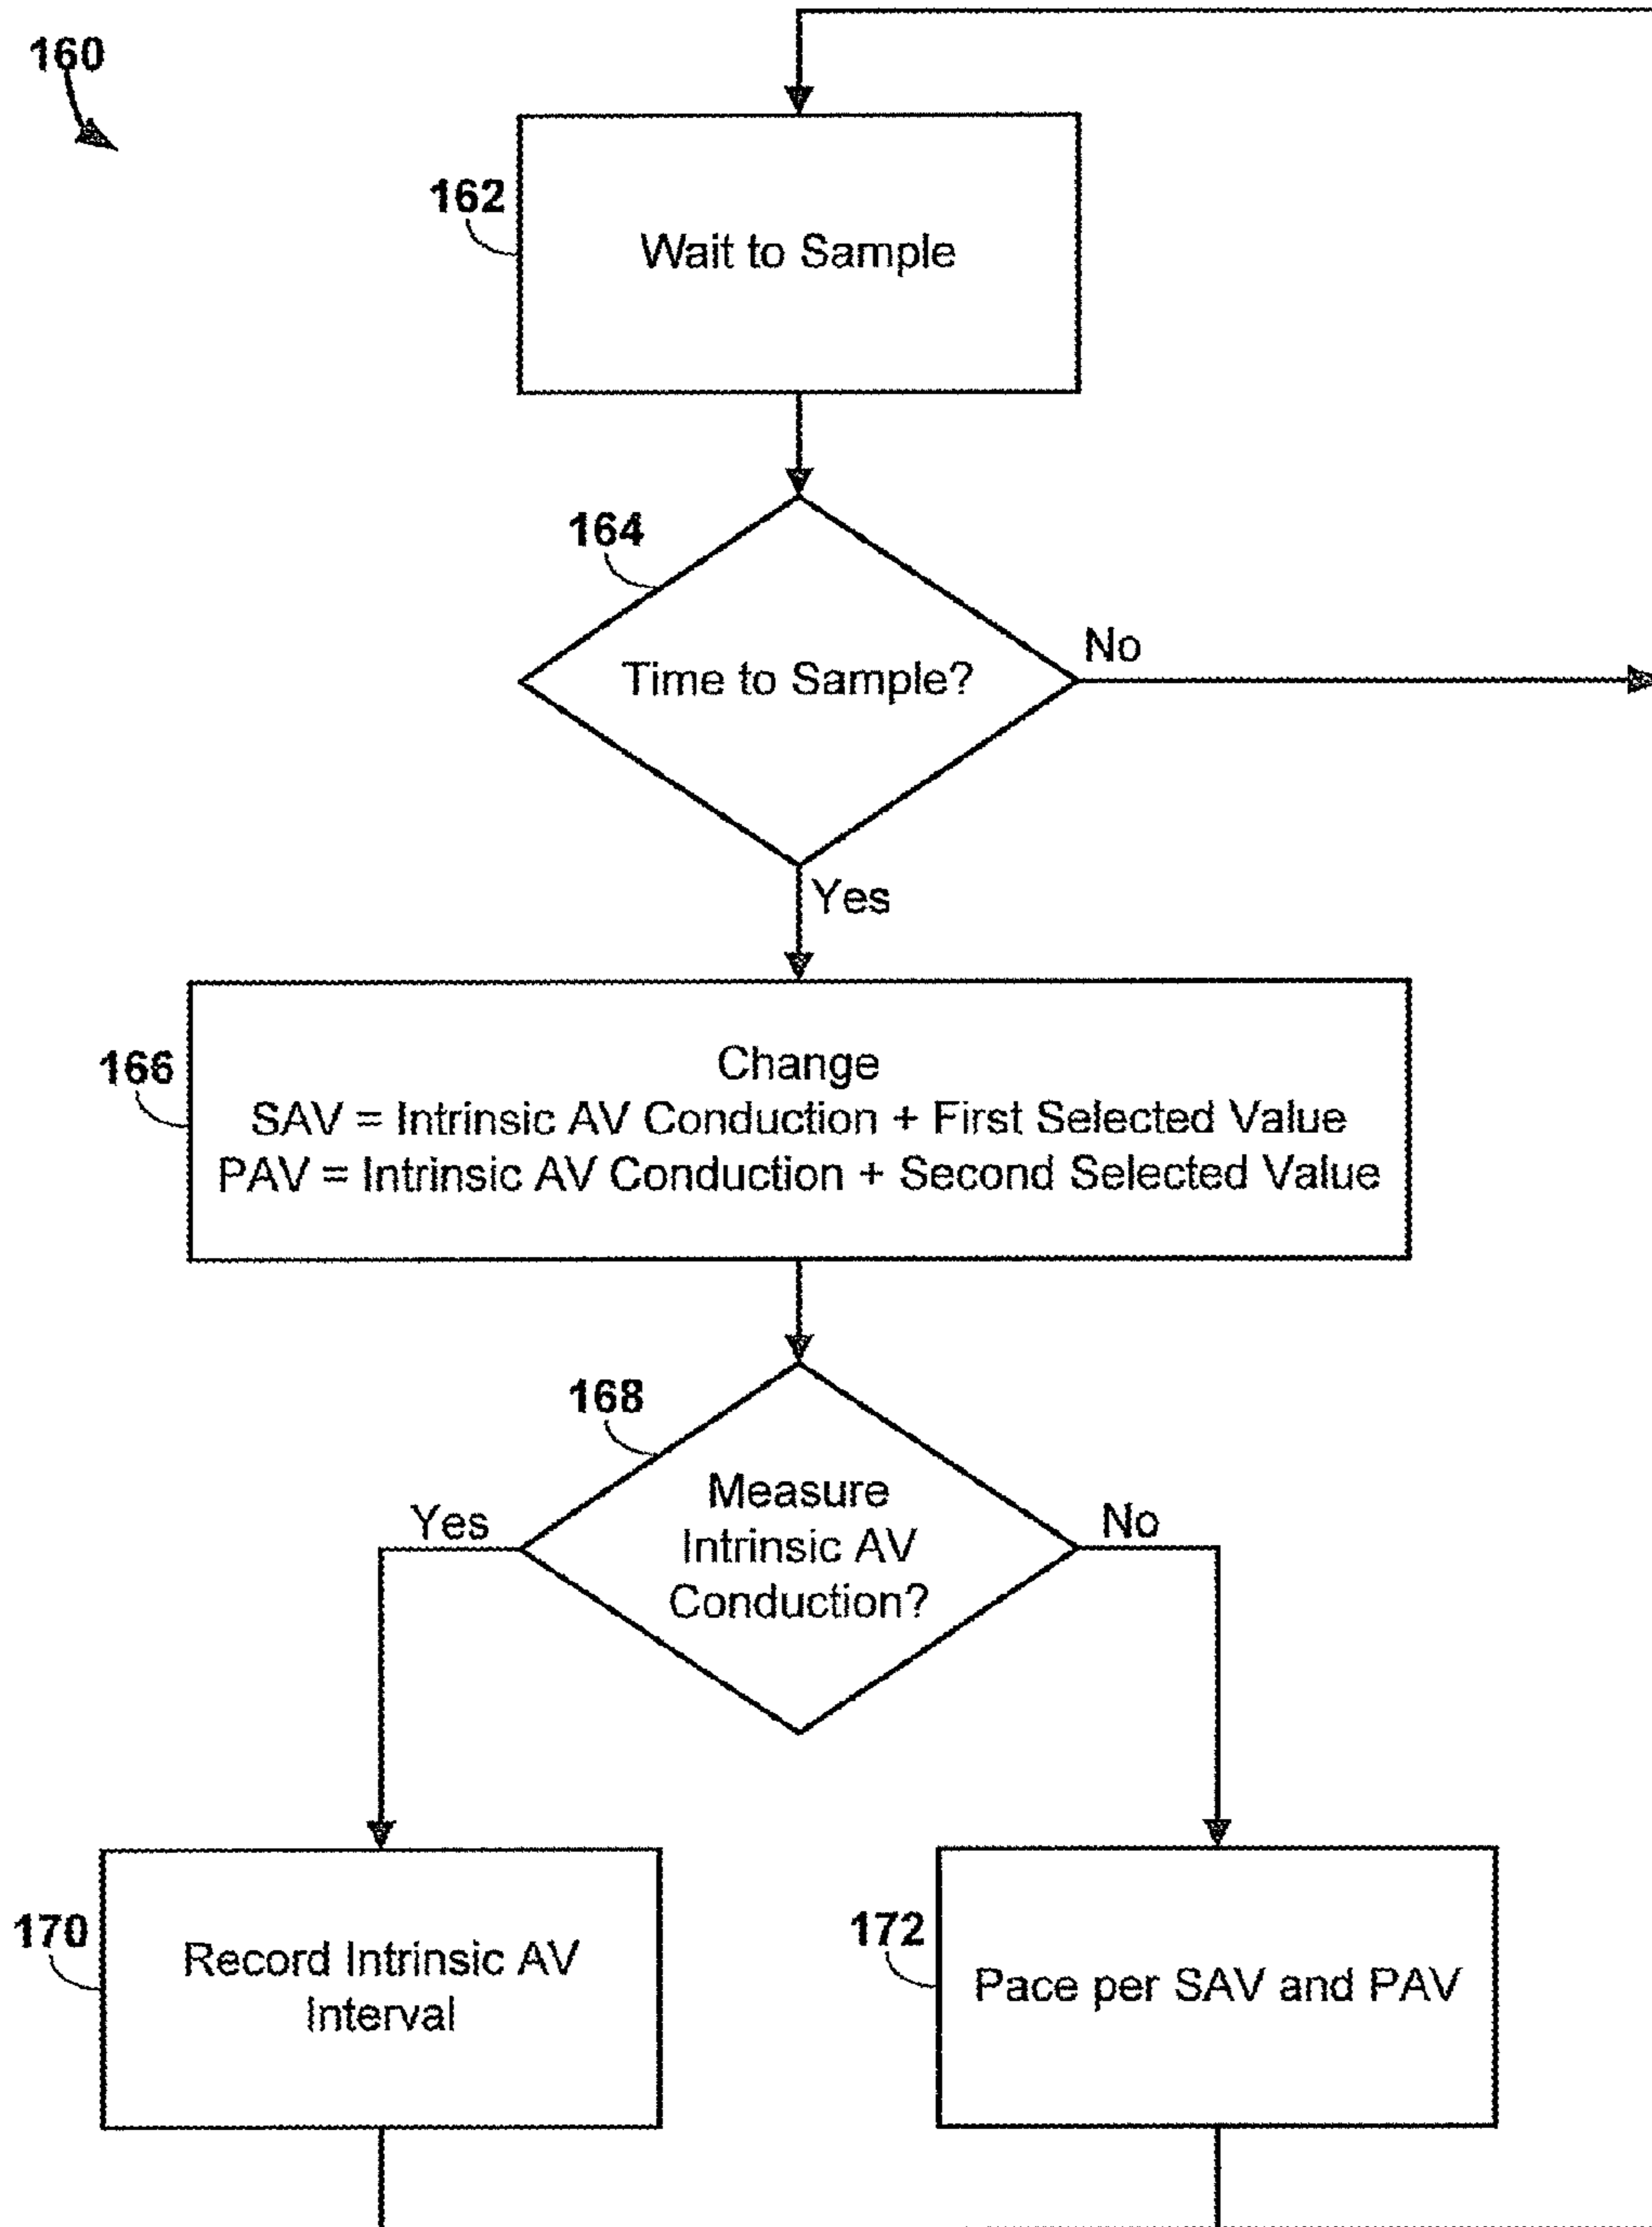 160
162
Wait to Sample
164
Time to Sample?
No
Yes
166
Change
SAV = Intrinsic AV Conduction + First Selected Value
PAV = Intrinsic AV Conduction + Second Selected Value
168
Measure
Intrinsic AV
Conduction?
Yes
No
170
Record Intrinsic AV
Interval
172
Pace per SAV and PAV